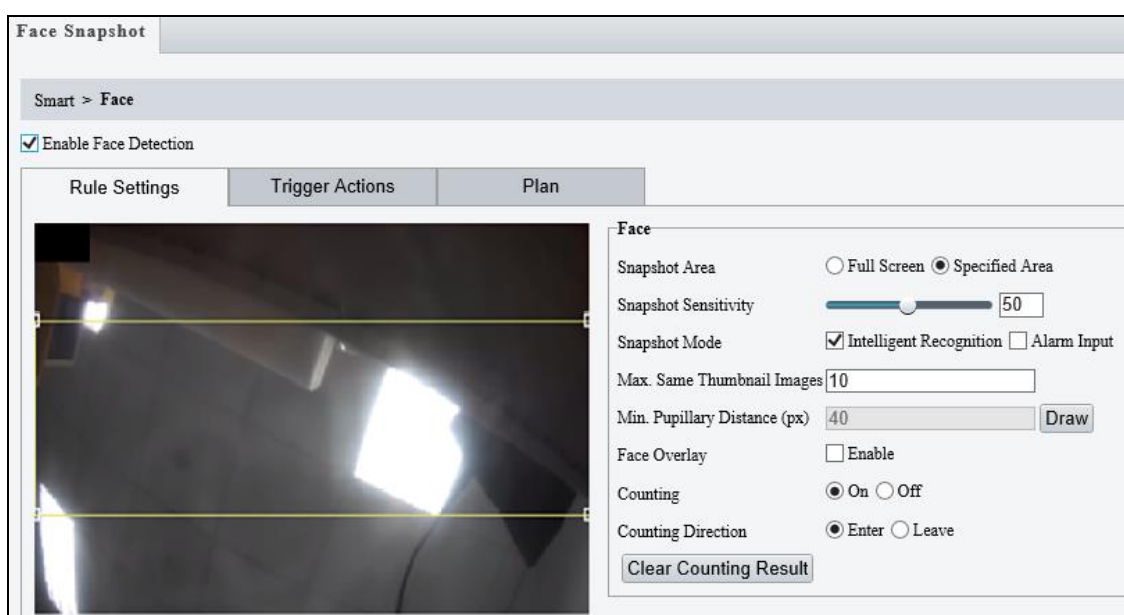 Face Snapshot
Smart > Face
Enable Face Detection
Rule Settings Trigger Actions Plan
Face
Snapshot Area Full Screen Specified Area
Snapshot Sensitivity 50
Snapshot Mode Intelligent Recognition Alarm Input
Max. Same Thumbnail Images 10
Min. Pupillary Distance (px) 40 Draw
Face Overlay Enable
Counting On Off
Counting Direction Enter Leave
Clear Counting Result